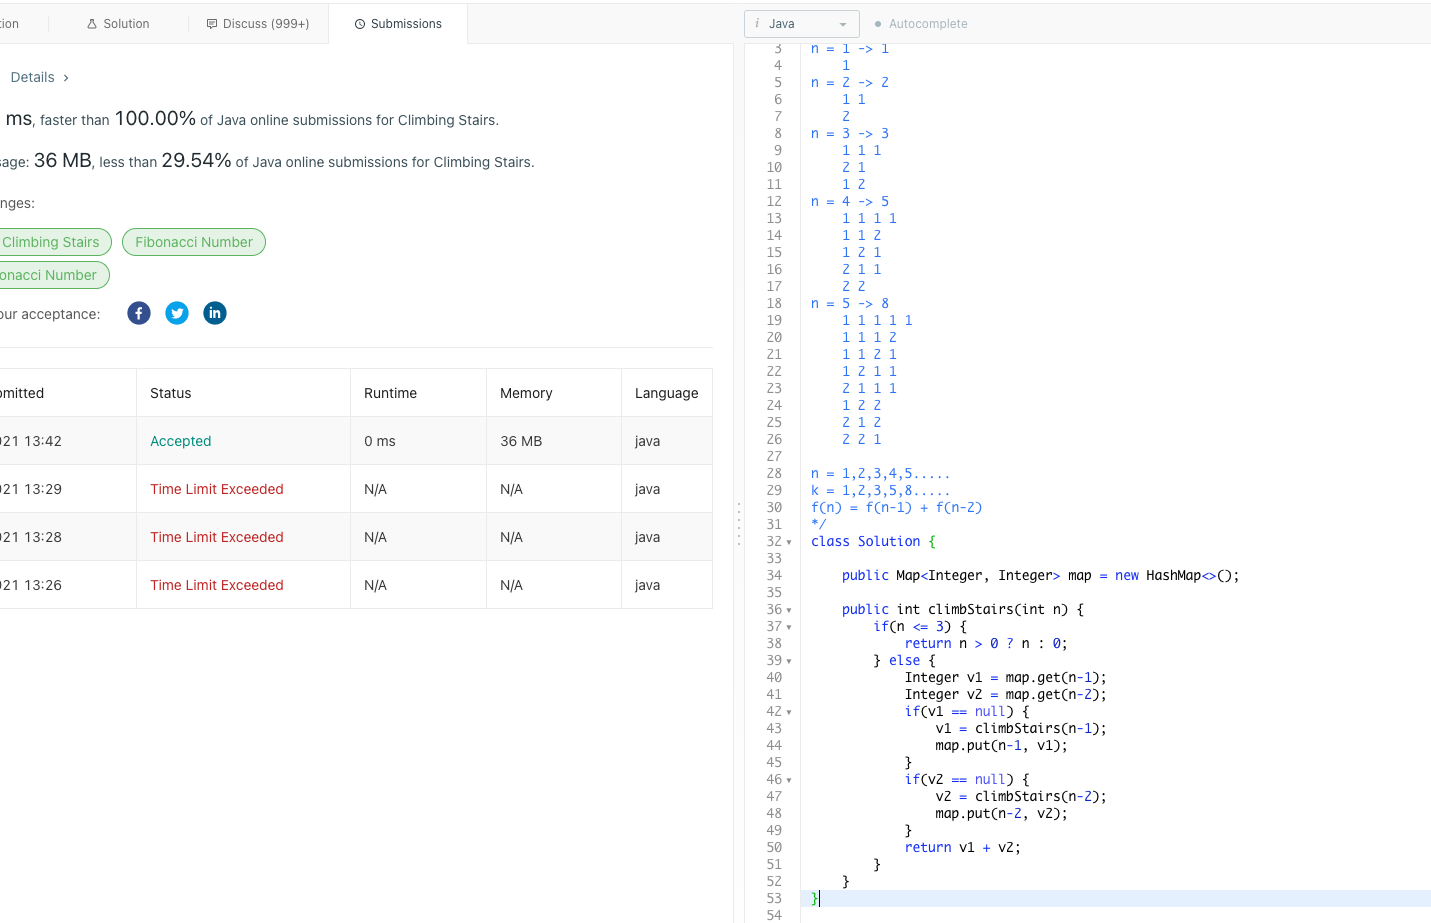 ion
Solution
Discuss (999+)
Submissions
Details >
ms, faster than 100.00% of Java online submissions for Climbing Stairs.
sage: 36 MB, less than 29.54% of Java online submissions for Climbing Stairs.
nges:
Climbing Stairs
Fibonacci Number
onacci Number
our acceptance:
f
in
mitted Status Runtime Memory Language
21 13:42 Accepted 0 ms 36 MB java
21 13:29 Time Limit Exceeded N/A N/A java
21 13:28 Time Limit Exceeded N/A N/A java
21 13:26 Time Limit Exceeded N/A N/A java
i Java
Autocomplete
3 n = 1 -> 1
4     1
5 n = 2 -> 2
6     1 1
7     2
8 n = 3 -> 3
9     1 1 1
10     2 1
11     1 2
12 n = 4 -> 5
13     1 1 1 1
14     1 1 2
15     1 2 1
16     2 1 1
17     2 2
18 n = 5 -> 8
19     1 1 1 1 1
20     1 1 1 2
21     1 1 2 1
22     1 2 1 1
23     2 1 1 1
24     1 2 2
25     2 1 2
26     2 2 1
27
28 n = 1,2,3,4,5.....
29 k = 1,2,3,5,8.....
30 f(n) = f(n-1) + f(n-2)
31 */
32 class Solution {
33
34     public Map<Integer, Integer> map = new HashMap<>();
35
36     public int climbStairs(int n) {
37         if(n <= 3) {
38             return n > 0 ? n : 0;
39         } else {
40             Integer v1 = map.get(n-1);
41             Integer v2 = map.get(n-2);
42             if(v1 == null) {
43                 v1 = climbStairs(n-1);
44                 map.put(n-1, v1);
45             }
46             if(v2 == null) {
47                 v2 = climbStairs(n-2);
48                 map.put(n-2, v2);
49             }
50             return v1 + v2;
51         }
52     }
53 }
54